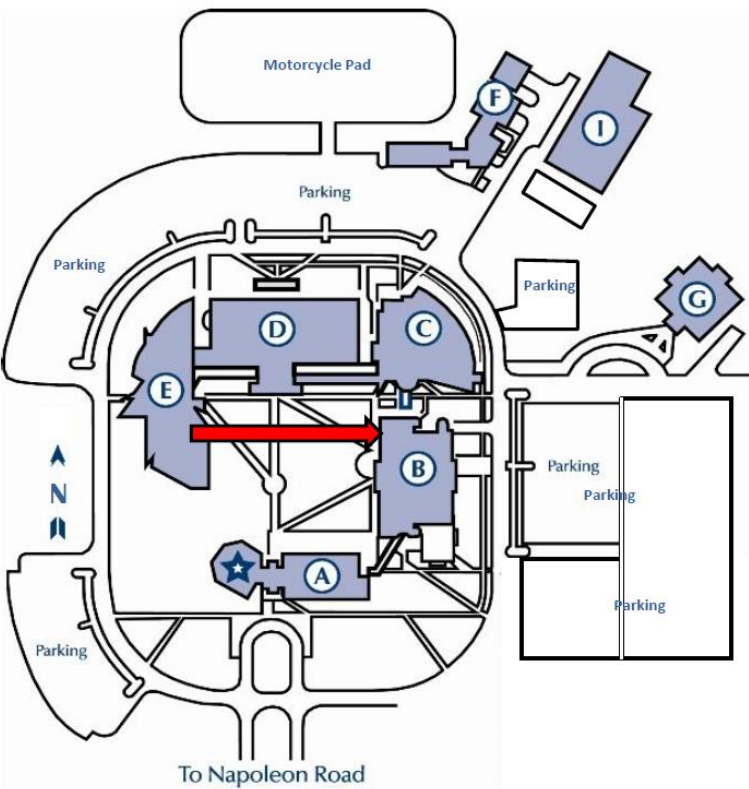 Motorcycle Pad
F
I
Parking
Parking
Parking
G
D
C
E
B
Parking
Parking
N
A
Parking
Parking
To Napoleon Road